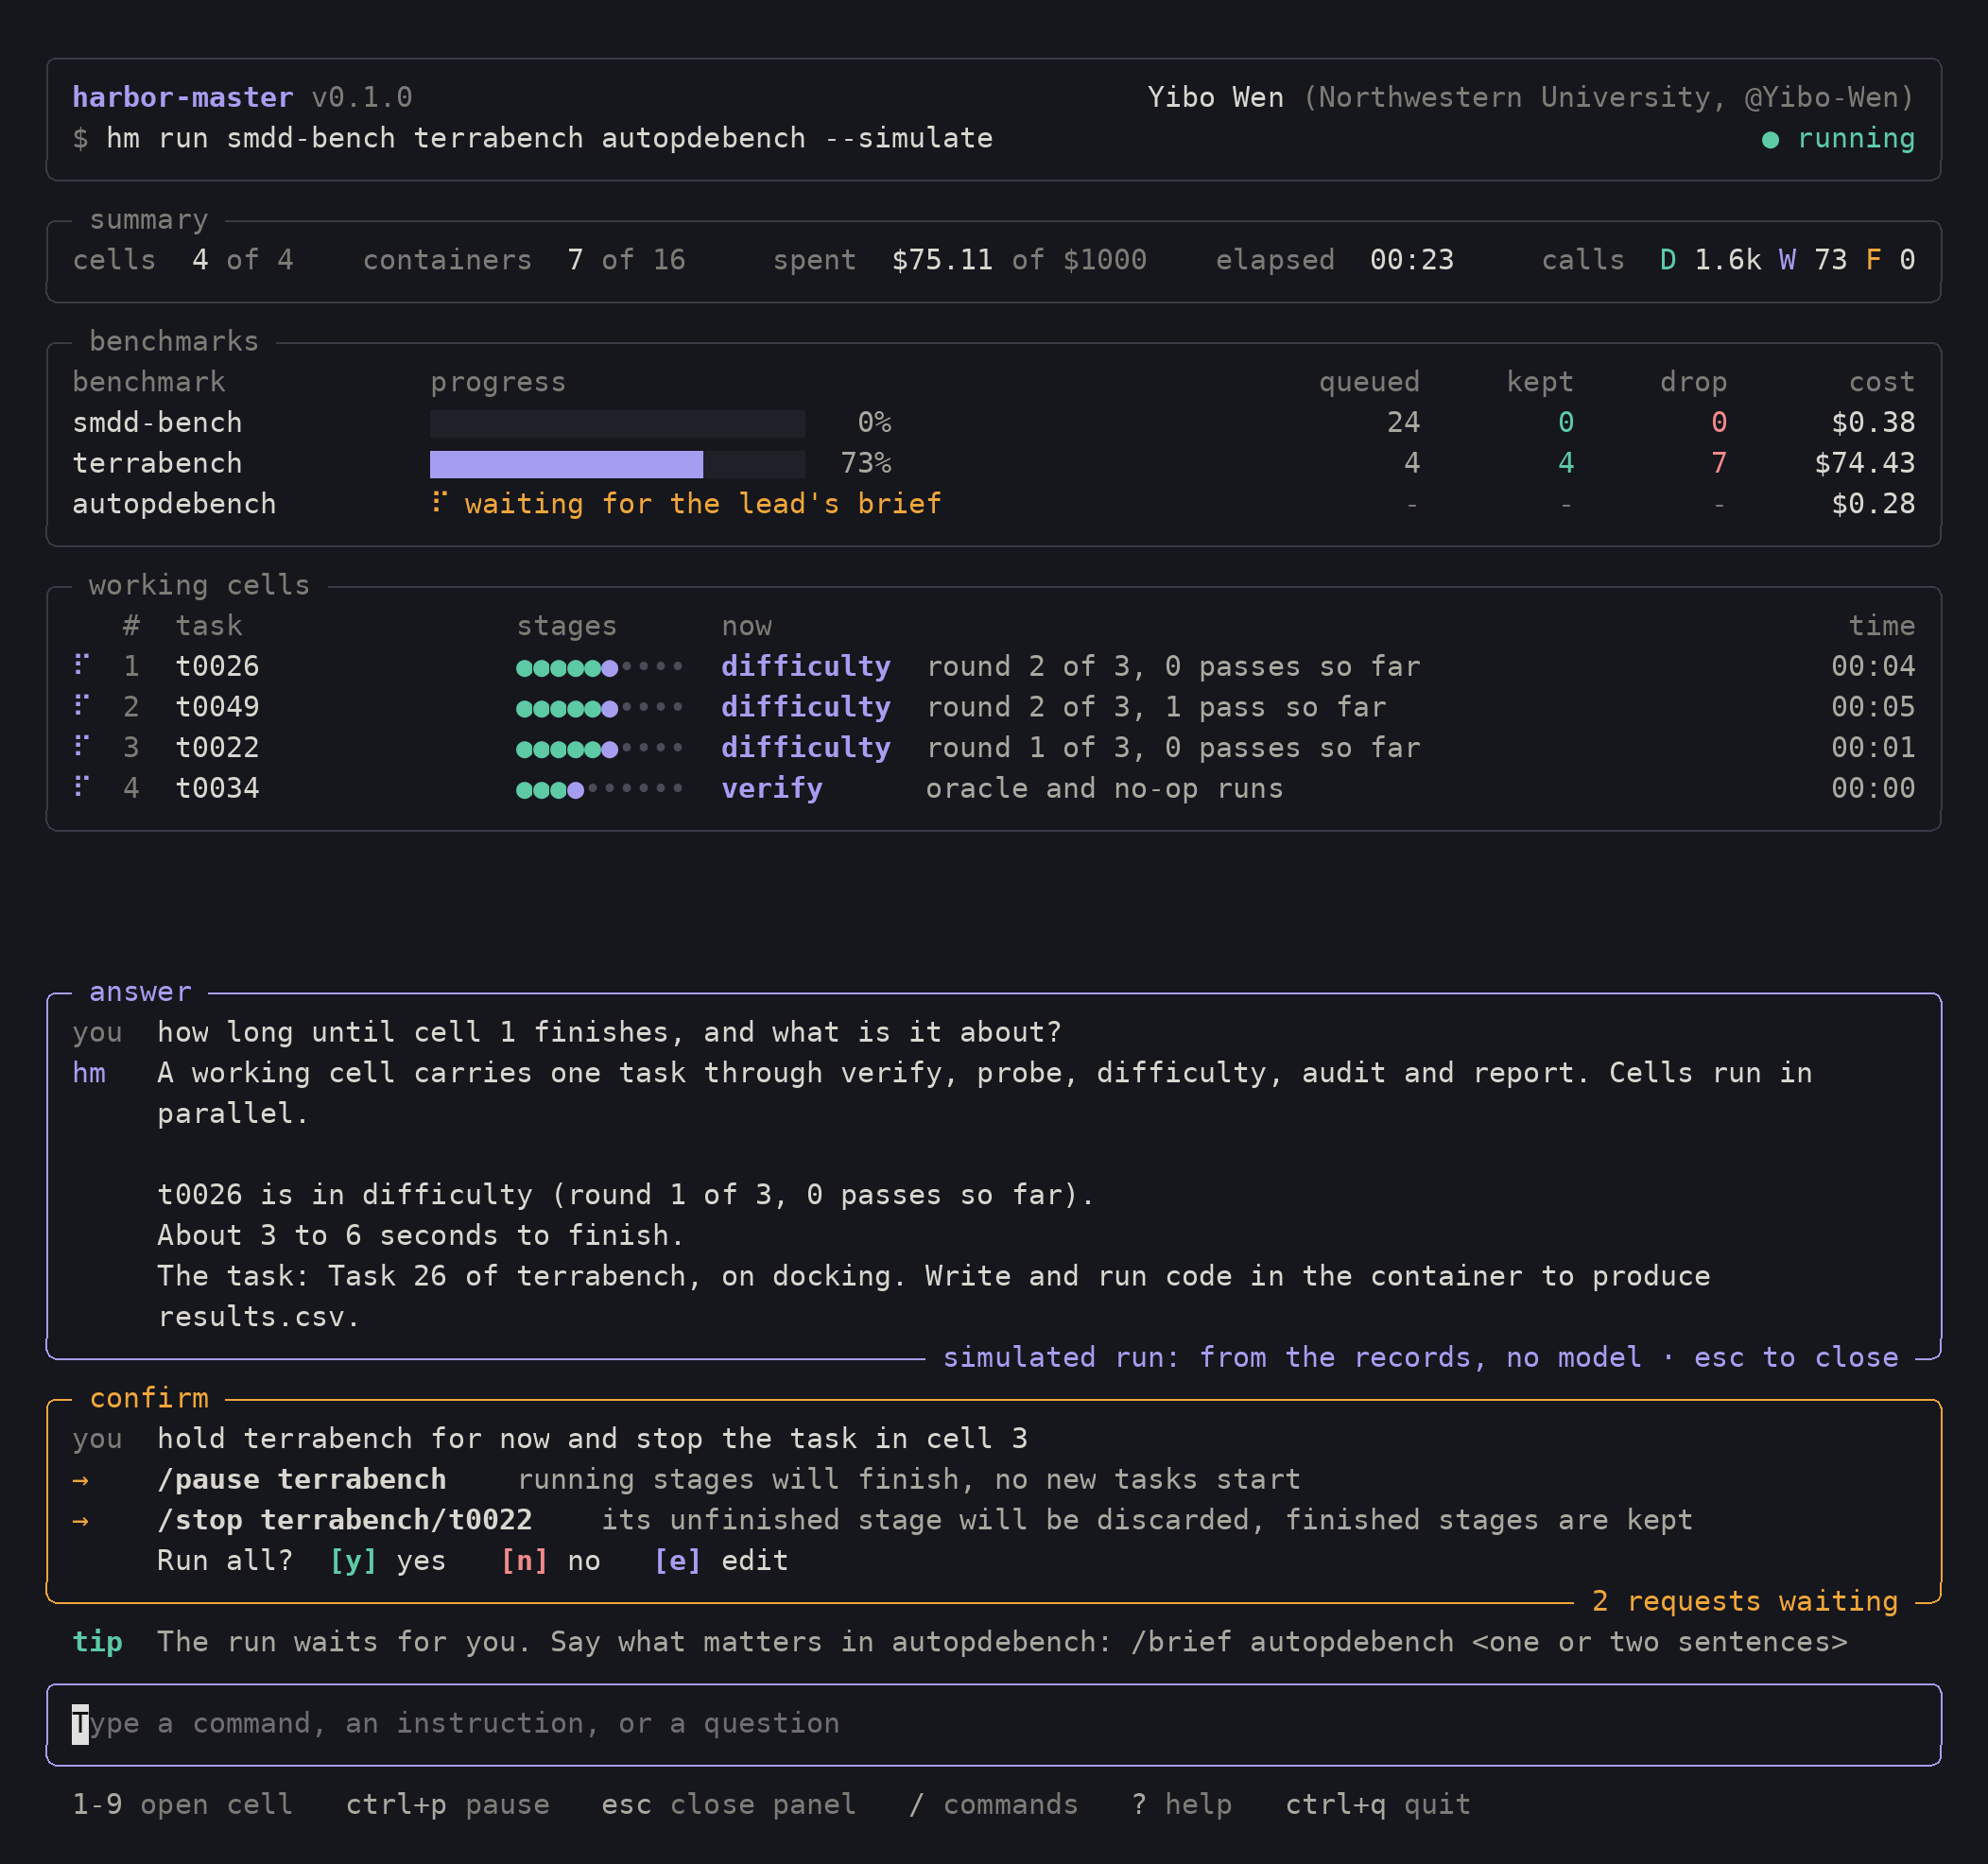 harbor-master v0.1.0 Yibo Wen (Northwestern University, @Yibo-Wen)
$ hm run smdd-bench terrabench autopdebench --simulate ● running
summary
cells 4 of 4 containers 7 of 16 spent $75.11 of $1000 elapsed 00:23 calls D 1.6k W 73 F 0
benchmarks
benchmark progress queued kept drop cost
smdd-bench 0% 24 0 0 $0.38
terrabench 73% 4 4 7 $74.43
autopdebench waiting for the lead's brief - - - $0.28
working cells
# task stages now time
1 t0026 difficulty round 2 of 3, 0 passes so far 00:04
2 t0049 difficulty round 2 of 3, 1 pass so far 00:05
3 t0022 difficulty round 1 of 3, 0 passes so far 00:01
4 t0034 verify oracle and no-op runs 00:00
answer
you how long until cell 1 finishes, and what is it about?
hm A working cell carries one task through verify, probe, difficulty, audit and report. Cells run in
parallel.
t0026 is in difficulty (round 1 of 3, 0 passes so far).
About 3 to 6 seconds to finish.
The task: Task 26 of terrabench, on docking. Write and run code in the container to produce
results.csv.
simulated run: from the records, no model · esc to close
confirm
you hold terrabench for now and stop the task in cell 3
→ /pause terrabench running stages will finish, no new tasks start
→ /stop terrabench/t0022 its unfinished stage will be discarded, finished stages are kept
Run all? [y] yes [n] no [e] edit
2 requests waiting
tip The run waits for you. Say what matters in autopdebench: /brief autopdebench <one or two sentences>
Type a command, an instruction, or a question
1-9 open cell ctrl+p pause esc close panel / commands ? help ctrl+q quit